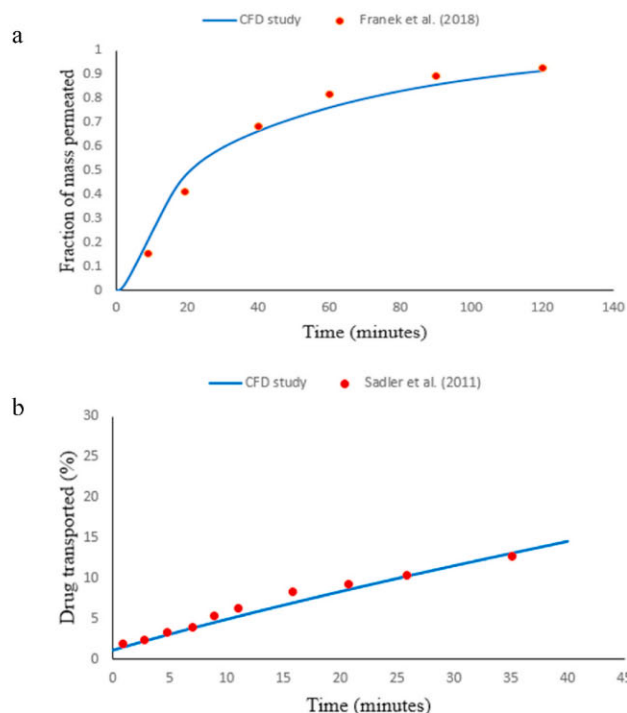 a
CFD study Franek et al. (2018)
1
0.9
0.8
0.7
0.6
0.5
0.4
0.3
0.2
0.1
0
Fraction of mass permeated
0 20 40 60 80 100 120 140
Time (minutes)
CFD study Sadler et al. (2011)
b
30
25
20
15
10
5
0
Drug transported (%)
0 5 10 15 20 25 30 35 40 45
Time (minutes)